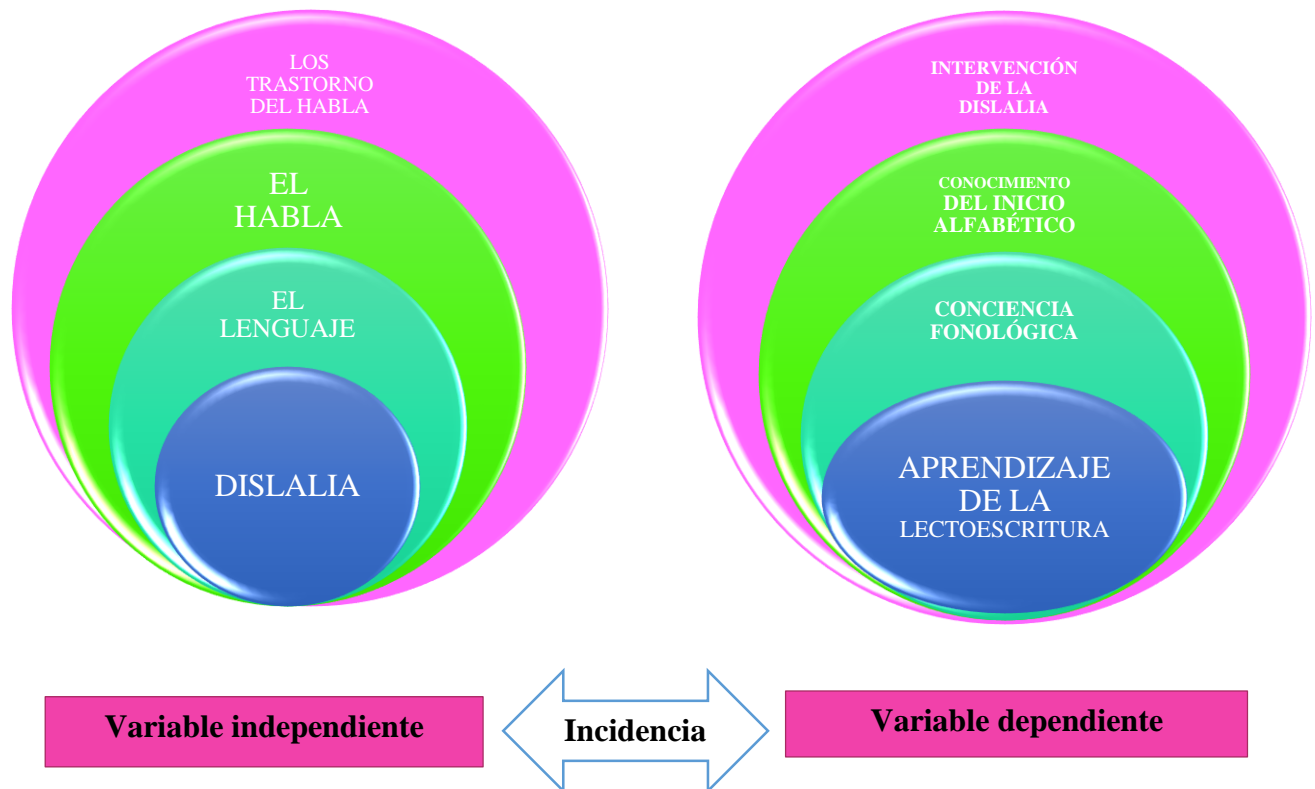 LOS
TRASTORNO
DEL HABLA
EL
HABLA
EL
LENGUAJE
DISLALIA
INTERVENCIÓN
DE LA
DISLALIA
CONOCIMIENTO
DEL INICIO
ALFABÉTICO
CONCIENCIA
FONOLÓGICA
APRENDIZAJE
DE LA
LECTOESCRITURA
Variable independiente
Incidencia
Variable dependiente